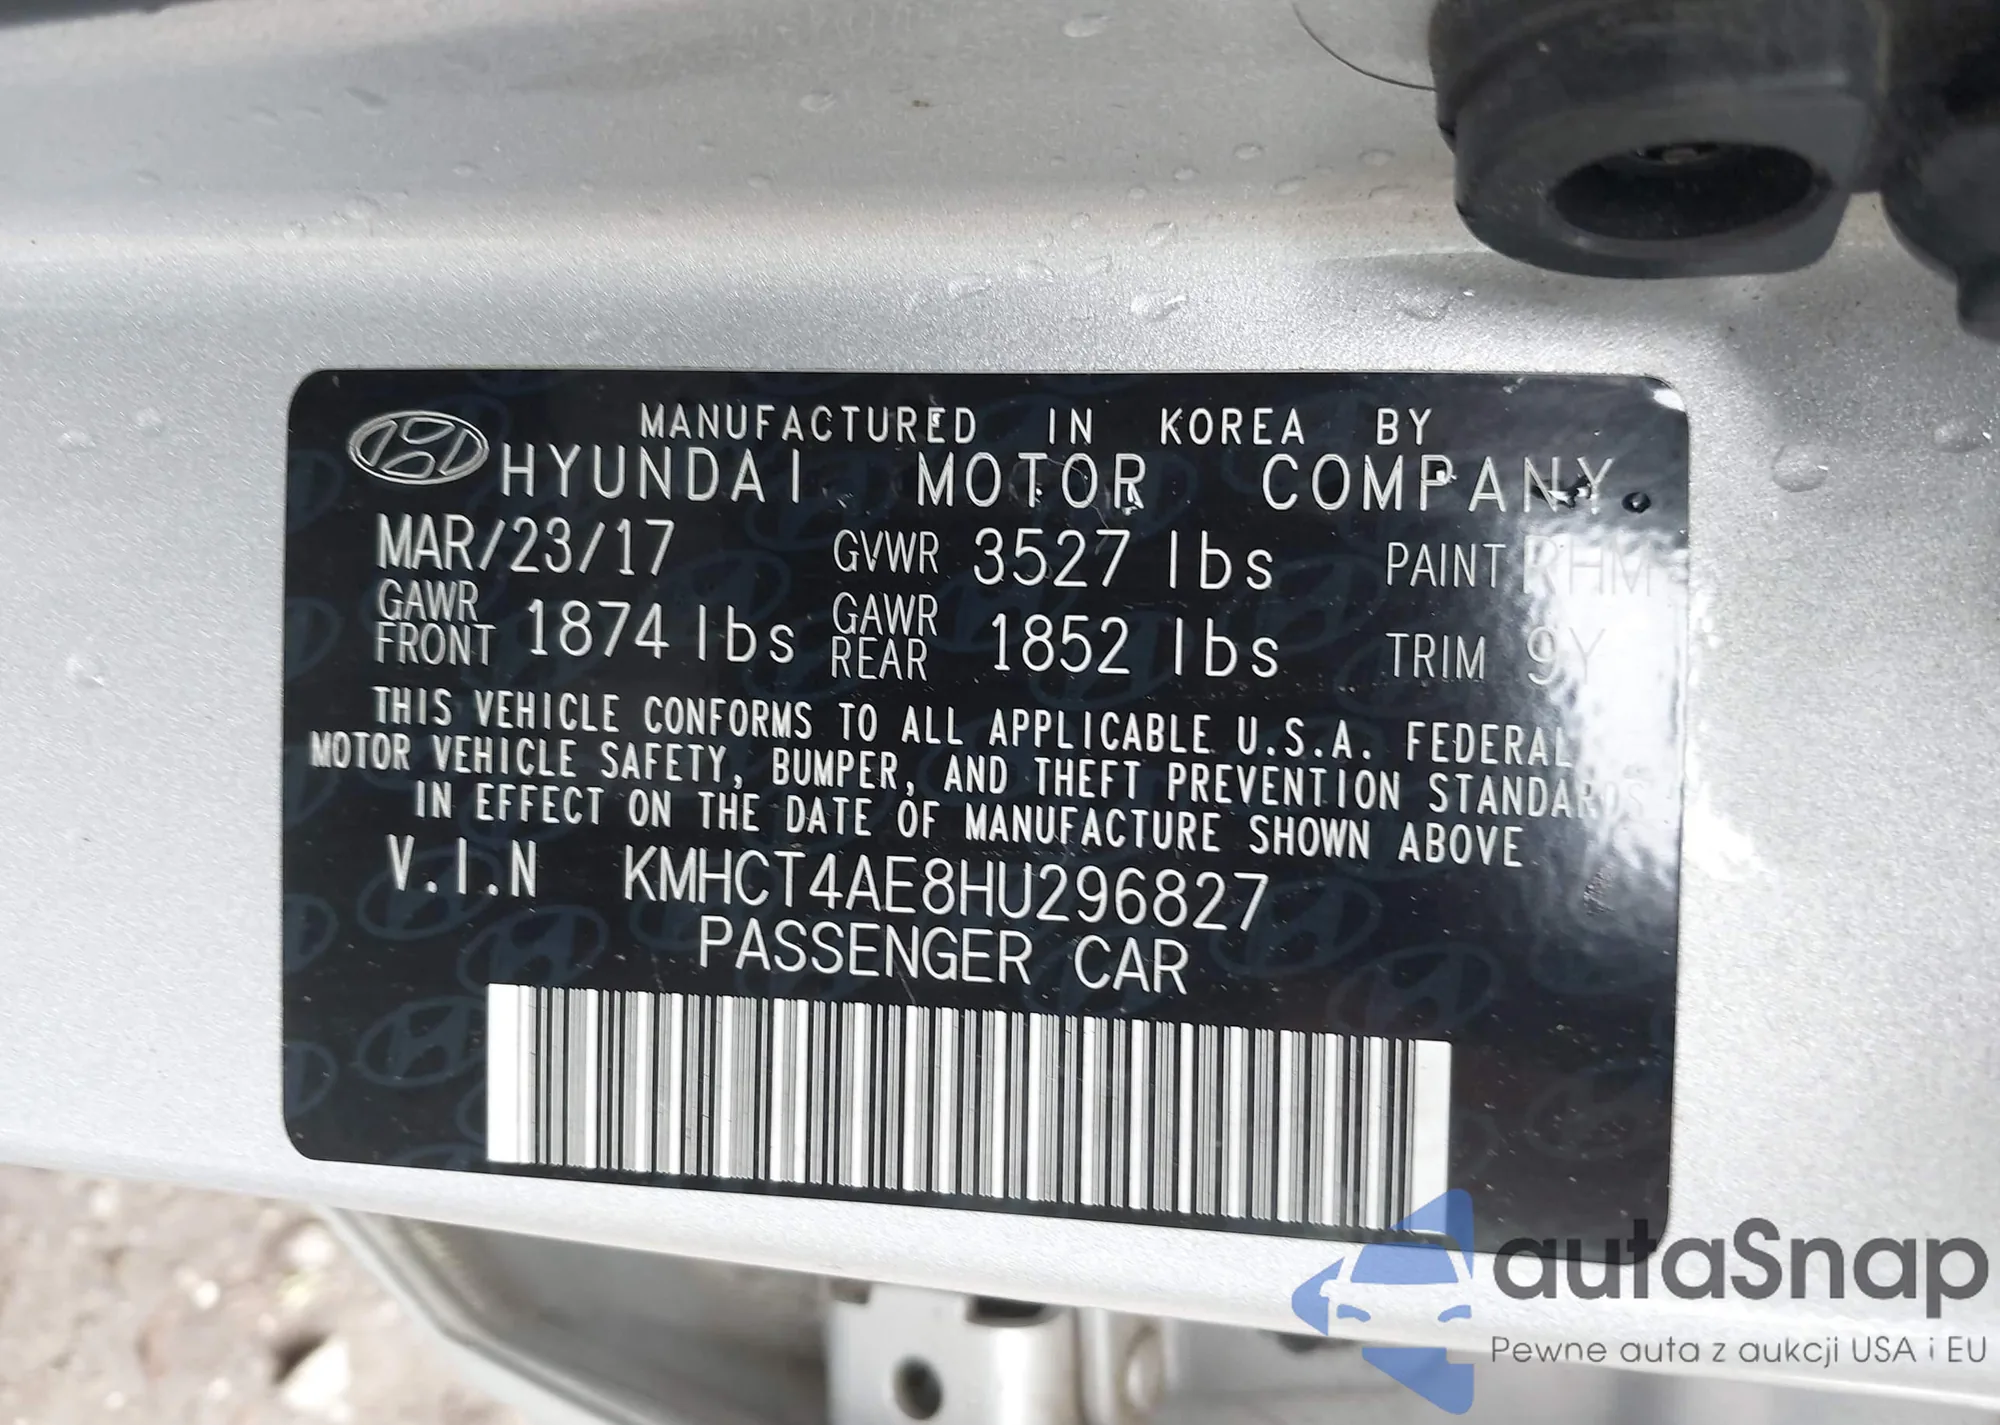 MANUFACTURED IN KOREA BY
HYUNDAI MOTOR COMPANY.
MAR/23/17 GVWR 3527 lbs PAINT RHM
GAWR FRONT 1874 lbs GAWR REAR 1852 lbs TRIM 9Y
THIS VEHICLE CONFORMS TO ALL APPLICABLE U.S.A. FEDERAL
MOTOR VEHICLE SAFETY, BUMPER, AND THEFT PREVENTION STANDARDS
IN EFFECT ON THE DATE OF MANUFACTURE SHOWN ABOVE
V.I.N KMHCT4AE8HU296827
PASSENGER CAR
autaSnap
Pewne auta z aukcji USA i EU